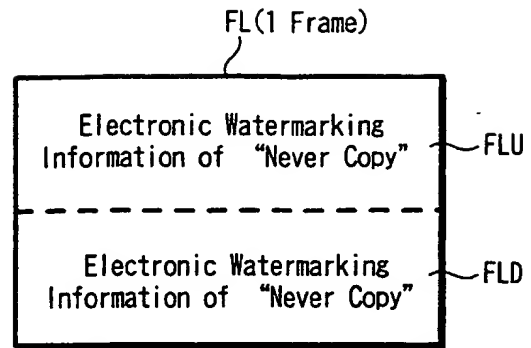 FL(1 Frame)
Electronic Watermarking
Information of “Never Copy”
FLU
Electronic Watermarking
Information of “Never Copy”
FLD